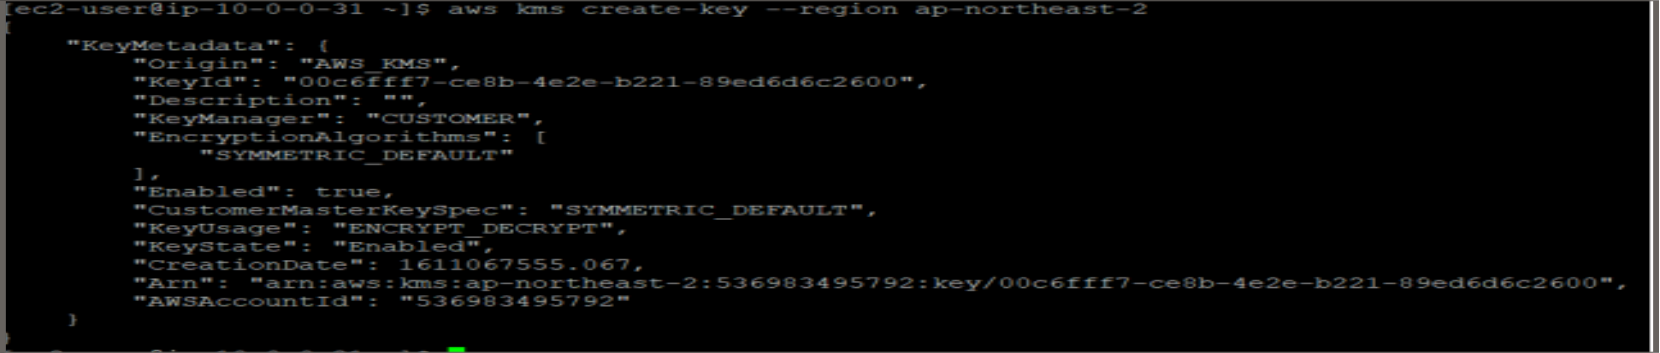 [ec2-user@ip-10-0-0-31 ~]$ aws kms create-key --region ap-northeast-2
{
    "KeyMetadata": {
        "Origin": "AWS_KMS",
        "KeyId": "00c6fff7-ce8b-4e2e-b221-89ed6d6c2600",
        "Description": "",
        "KeyManager": "CUSTOMER",
        "EncryptionAlgorithms": [
            "SYMMETRIC_DEFAULT"
        ],
        "Enabled": true,
        "CustomerMasterKeySpec": "SYMMETRIC_DEFAULT",
        "KeyUsage": "ENCRYPT_DECRYPT",
        "KeyState": "Enabled",
        "CreationDate": 1611067555.067,
        "Arn": "arn:aws:kms:ap-northeast-2:536983495792:key/00c6fff7-ce8b-4e2e-b221-89ed6d6c2600",
        "AWSAccountId": "536983495792"
    }
}